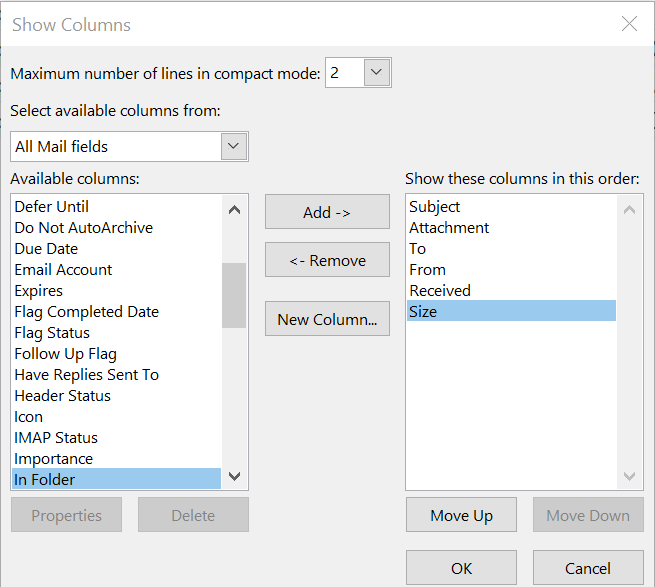 Show Columns
Maximum number of lines in compact mode: 2
Select available columns from:
All Mail fields
Available columns:
Defer Until
Do Not AutoArchive
Due Date
Email Account
Expires
Flag Completed Date
Flag Status
Follow Up Flag
Have Replies Sent To
Header Status
Icon
IMAP Status
Importance
In Folder
Properties
Delete
Add ->
<- Remove
New Column...
Show these columns in this order:
Subject
Attachment
To
From
Received
Size
Move Up
Move Down
OK
Cancel